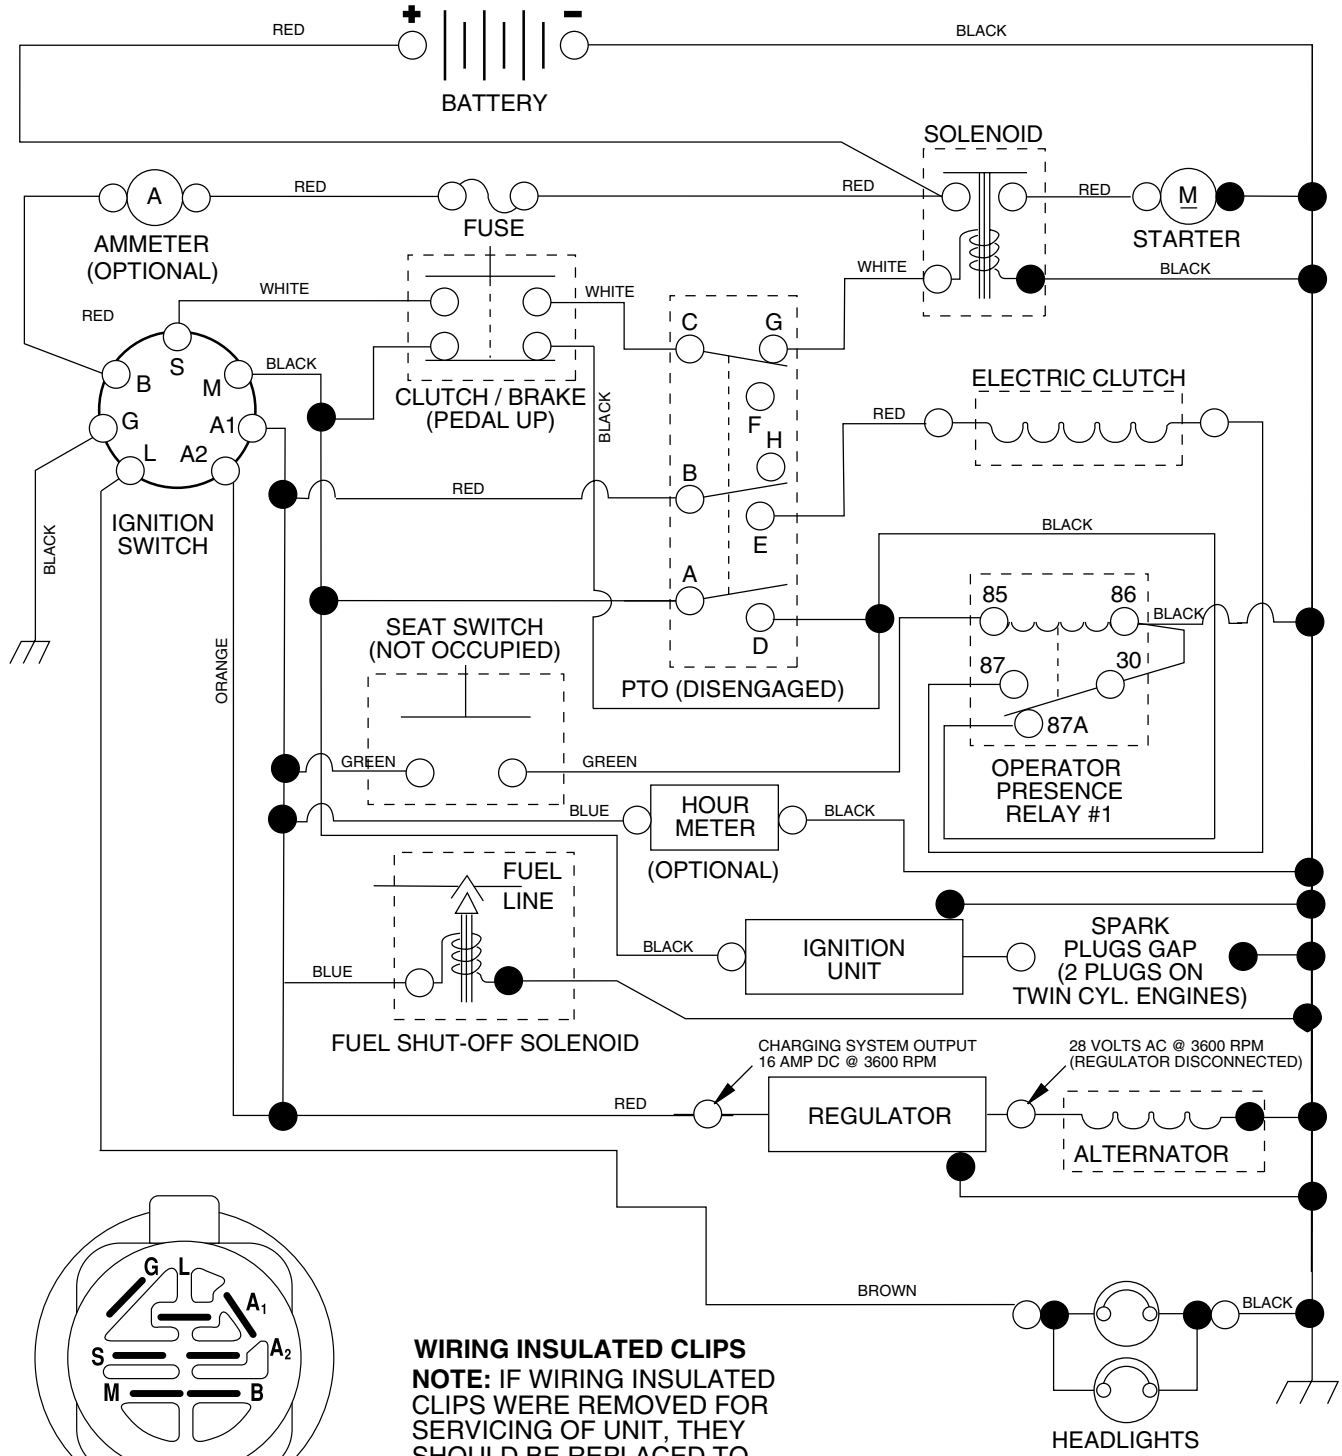 +
–
RED
BLACK
BATTERY
SOLENOID
A
RED
FUSE
RED
RED
M
STARTER
AMMETER
(OPTIONAL)
WHITE
BLACK
RED
WHITE
WHITE
S
B
M
G
A1
L
A2
BLACK
IGNITION
SWITCH
CLUTCH / BRAKE
(PEDAL UP)
BLACK
C
G
F
H
B
E
A
D
PTO (DISENGAGED)
RED
ELECTRIC CLUTCH
RED
BLACK
BLACK
ORANGE
SEAT SWITCH
(NOT OCCUPIED)
85
86
BLACK
87
30
87A
OPERATOR
PRESENCE
RELAY #1
GREEN
GREEN
BLUE
HOUR
METER
BLACK
(OPTIONAL)
FUEL
LINE
BLUE
FUEL SHUT-OFF SOLENOID
BLACK
IGNITION
UNIT
SPARK
PLUGS GAP
(2 PLUGS ON
TWIN CYL. ENGINES)
CHARGING SYSTEM OUTPUT
16 AMP DC @ 3600 RPM
28 VOLTS AC @ 3600 RPM
(REGULATOR DISCONNECTED)
RED
REGULATOR
ALTERNATOR
BROWN
BLACK
HEADLIGHTS
G
L
A1
S
A2
M
B
WIRING INSULATED CLIPS
NOTE: IF WIRING INSULATED
CLIPS WERE REMOVED FOR
SERVICING OF UNIT, THEY
SHOULD BE REPLACED TO